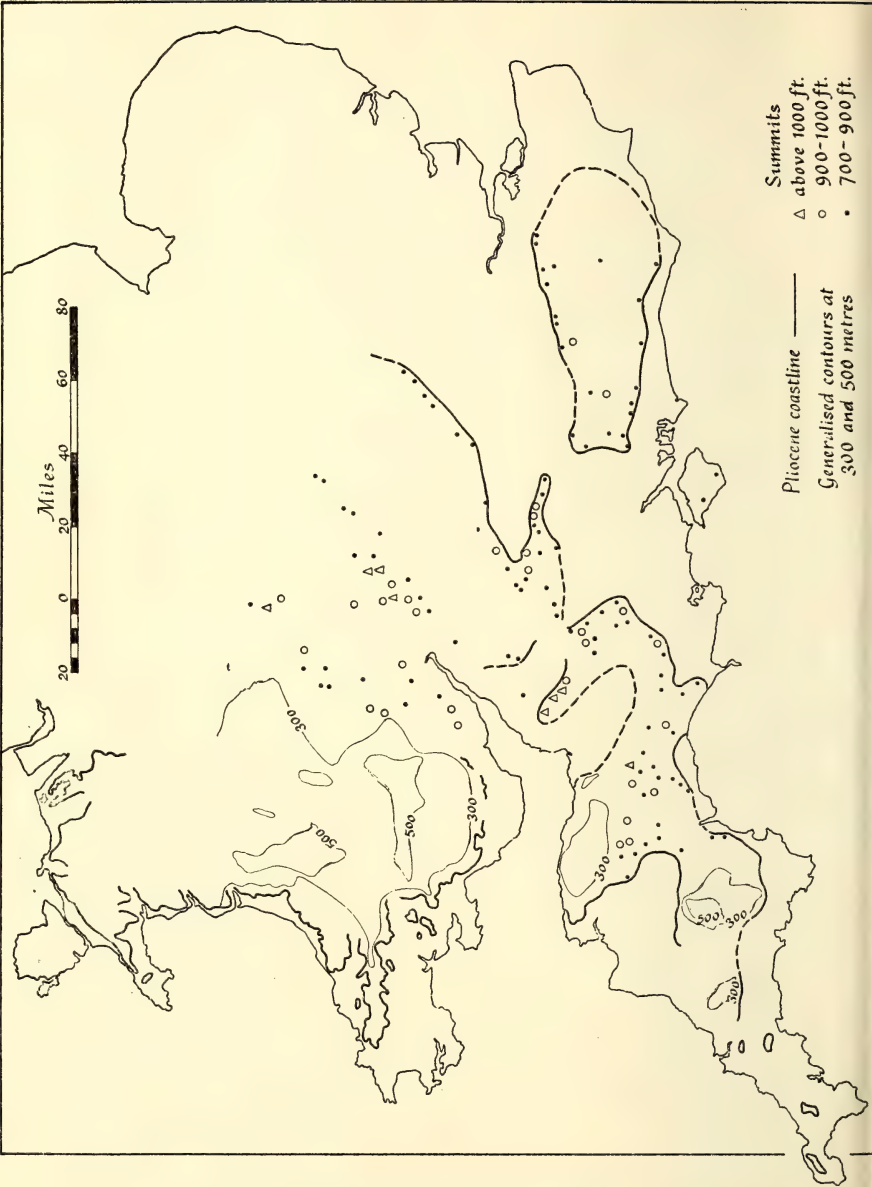 Miles
20 0 20 40 60 80
300
500
500
300
300
500
300
300
Pliocene coastline
Generalised contours at
300 and 500 metres
Summits
△ above 1000 ft.
○ 900-1000 ft.
• 700-900 ft.